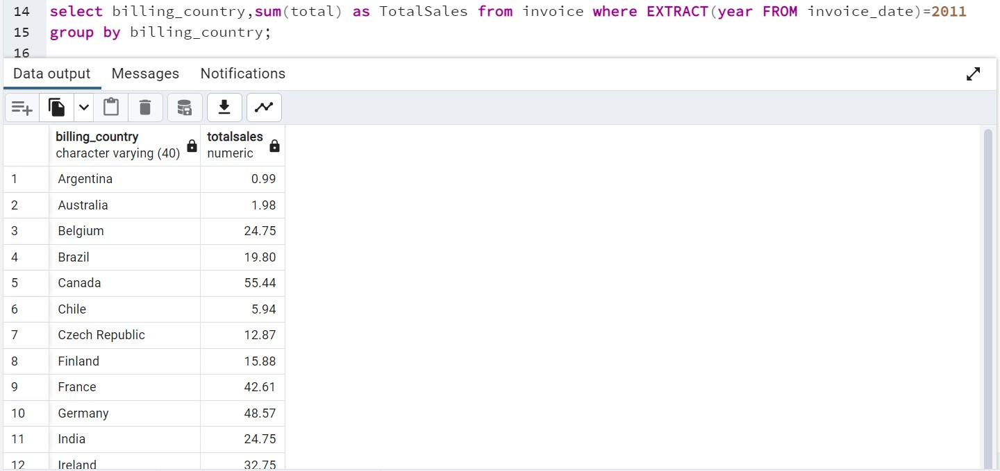 14 select billing_country,sum(total) as TotalSales from invoice where EXTRACT(year FROM invoice_date)=2011
15 group by billing_country;
16
Data output Messages Notifications
billing_country totalsales
character varying (40) numeric
1 Argentina 0.99
2 Australia 1.98
3 Belgium 24.75
4 Brazil 19.80
5 Canada 55.44
6 Chile 5.94
7 Czech Republic 12.87
8 Finland 15.88
9 France 42.61
10 Germany 48.57
11 India 24.75
12 Ireland 32.75